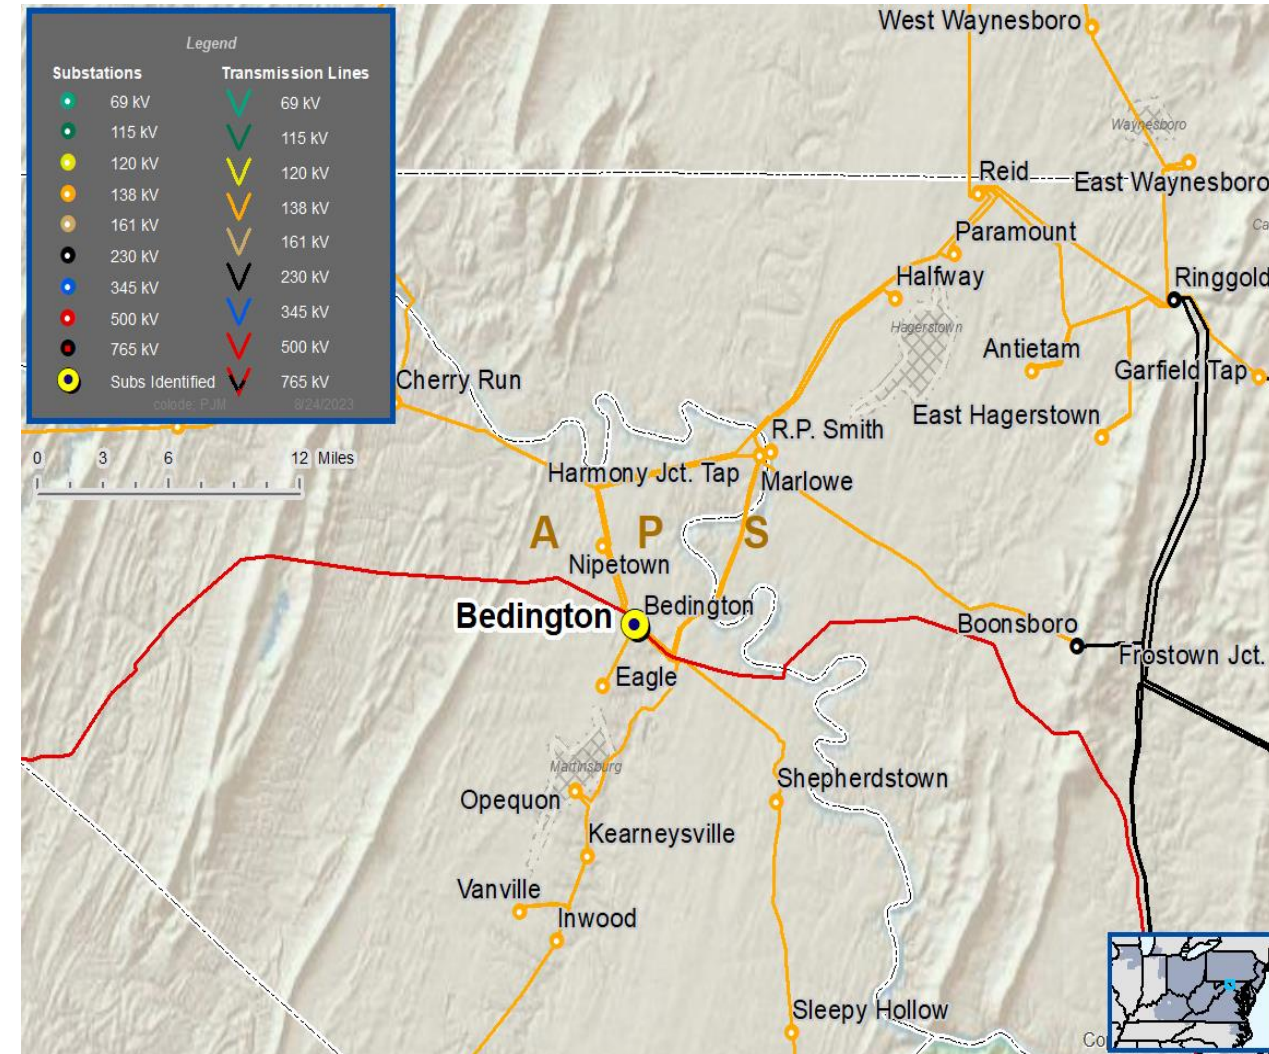 Legend
Substations Transmission Lines
69 kV 69 kV
115 kV 115 kV
120 kV 120 kV
138 kV 138 kV
161 kV 161 kV
230 kV 230 kV
345 kV 345 kV
500 kV 500 kV
765 kV 765 kV
Subs Identified
colode; PJM 8/24/2023
0 3 6 12 Miles
West Waynesboro
Waynesboro
Reid
East Waynesboro
Paramount
Halfway
Ringgold
Hagerstown
Antietam
Garfield Tap
Cherry Run
East Hagerstown
R.P. Smith
Harmony Jct. Tap
Marlowe
A P S
Nipetown
Bedington
Bedington
Boonsboro
Frostown Jct.
Eagle
Martinsburg
Shepherdstown
Opequon
Kearneysville
Vanville
Inwood
Sleepy Hollow